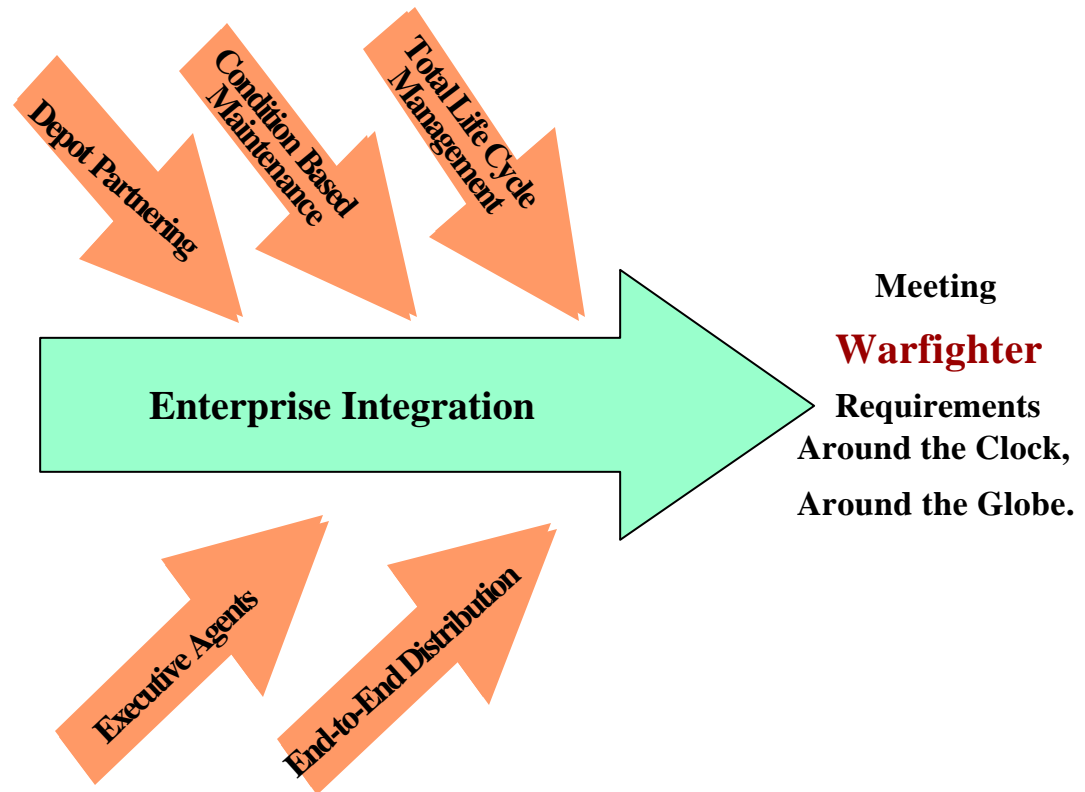 Depot Partnering
Condition Based
Maintenance
Total Life Cycle
Management
Meeting
Warfighter
Enterprise Integration
Requirements
Around the Clock,
Around the Globe.
Executive Agents
End-to-End Distribution